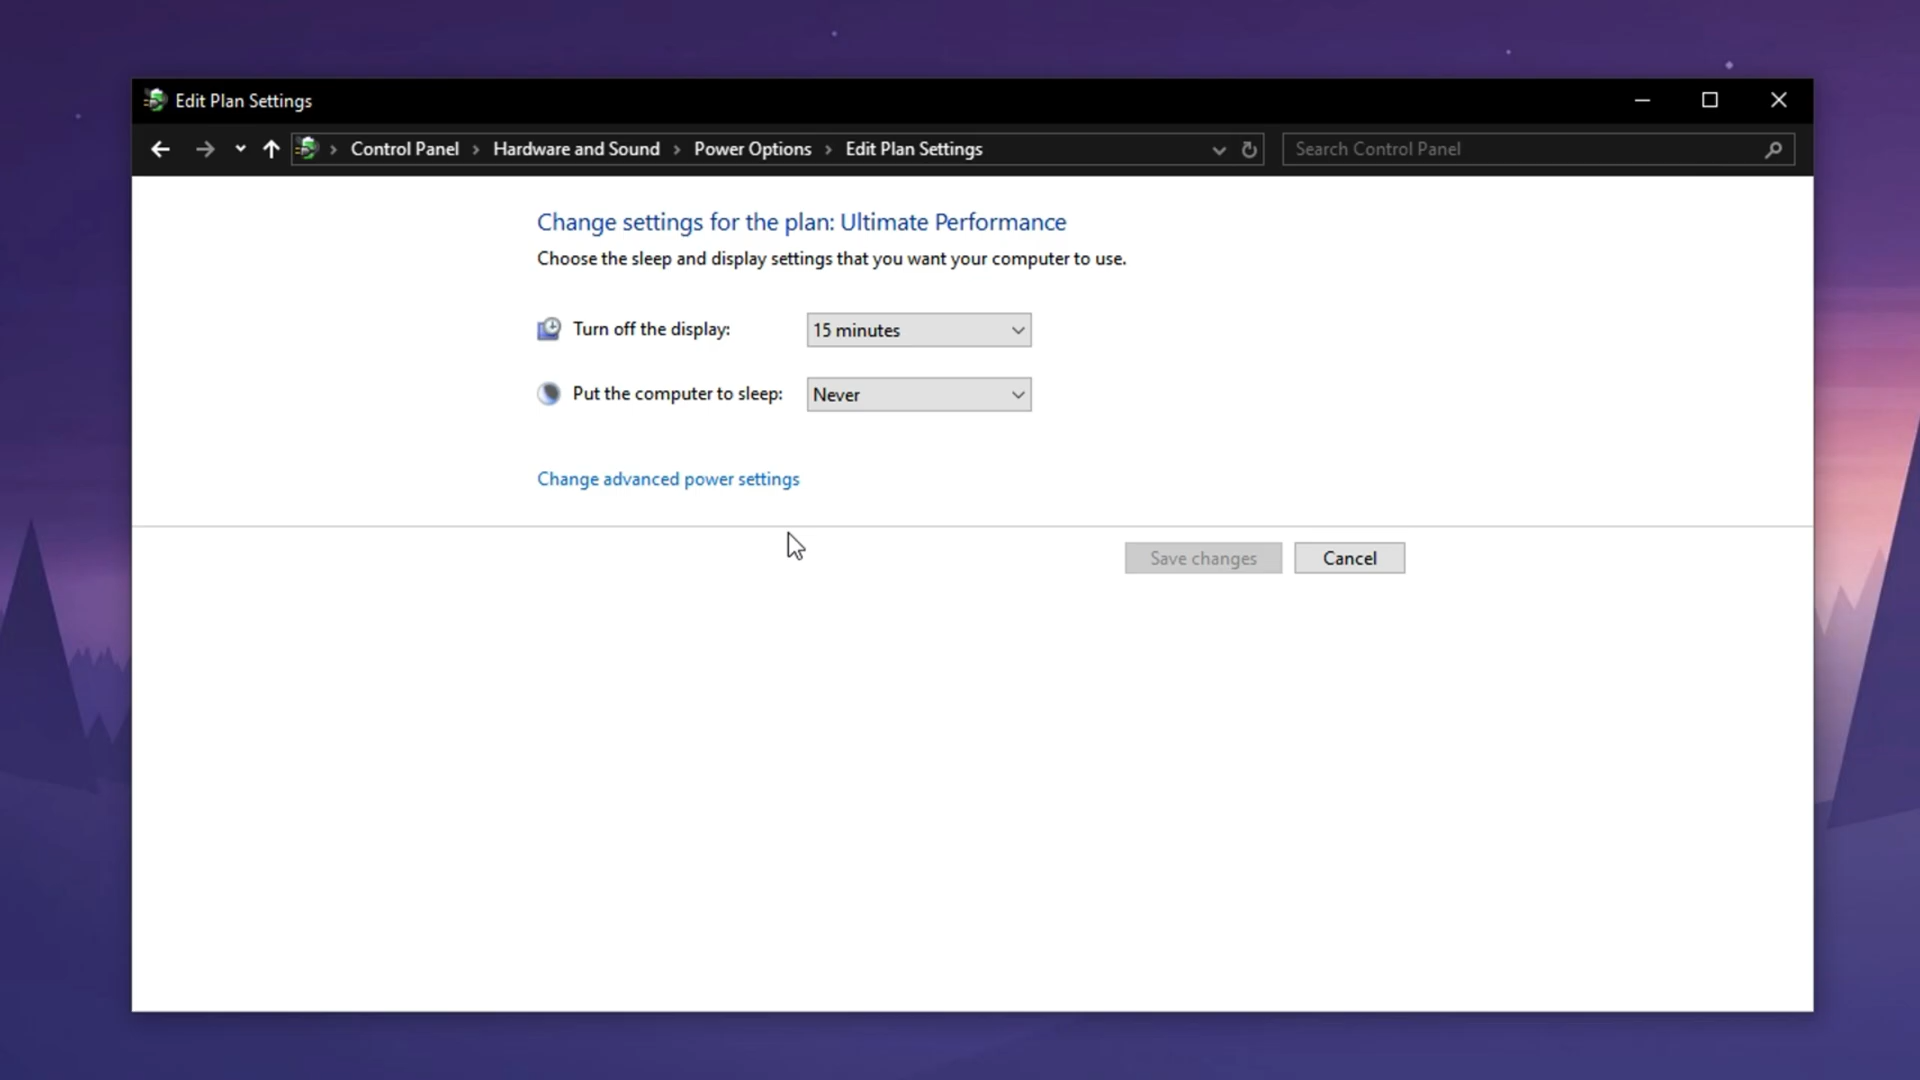 Edit Plan Settings
Control Panel Hardware and Sound Power Options Edit Plan Settings
Search Control Panel
Change settings for the plan: Ultimate Performance
Choose the sleep and display settings that you want your computer to use.
Turn off the display: 15 minutes
Put the computer to sleep: Never
Change advanced power settings
Save changes Cancel